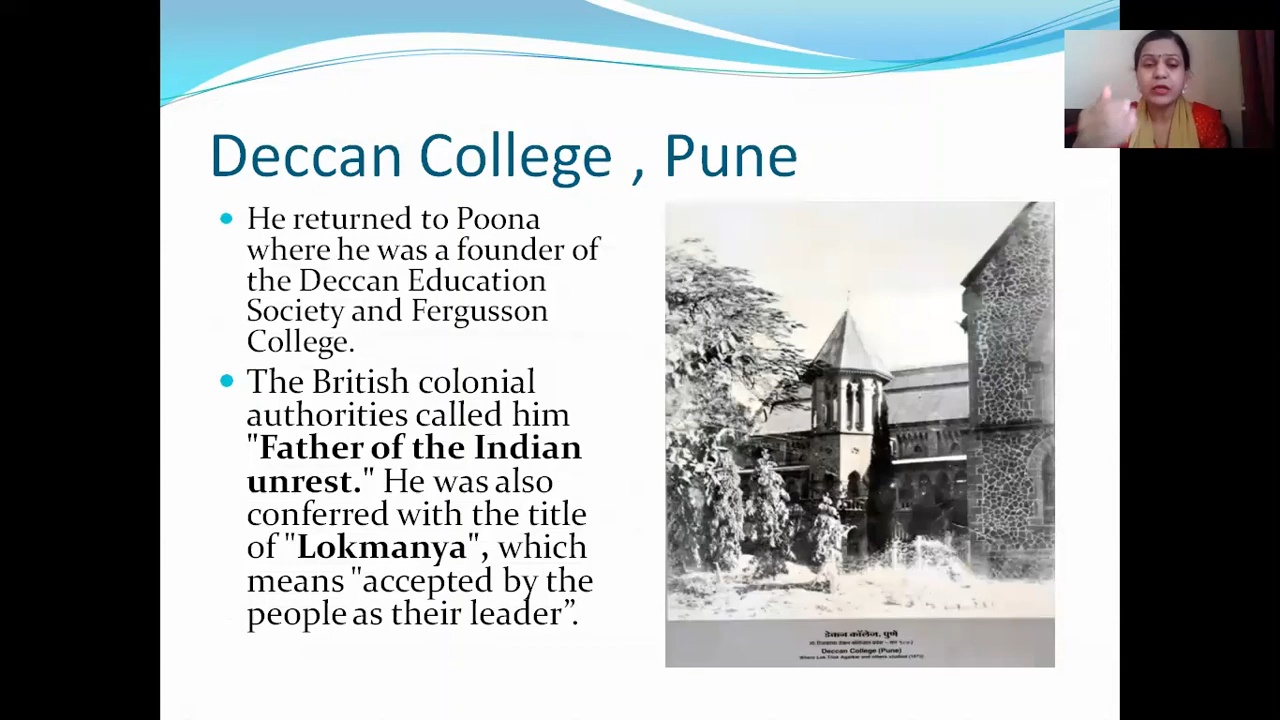 Deccan College , Pune
• He returned to Poona
where he was a founder of
the Deccan Education
Society and Fergusson
College.
• The British colonial
authorities called him
"Father of the Indian
unrest." He was also
conferred with the title
of "Lokmanya", which
means "accepted by the
people as their leader”.
डेक्कन कॉलेज, पुणे
Deccan College (Pune)
Where Lok.Tilak Agarkar and others studied (1873)